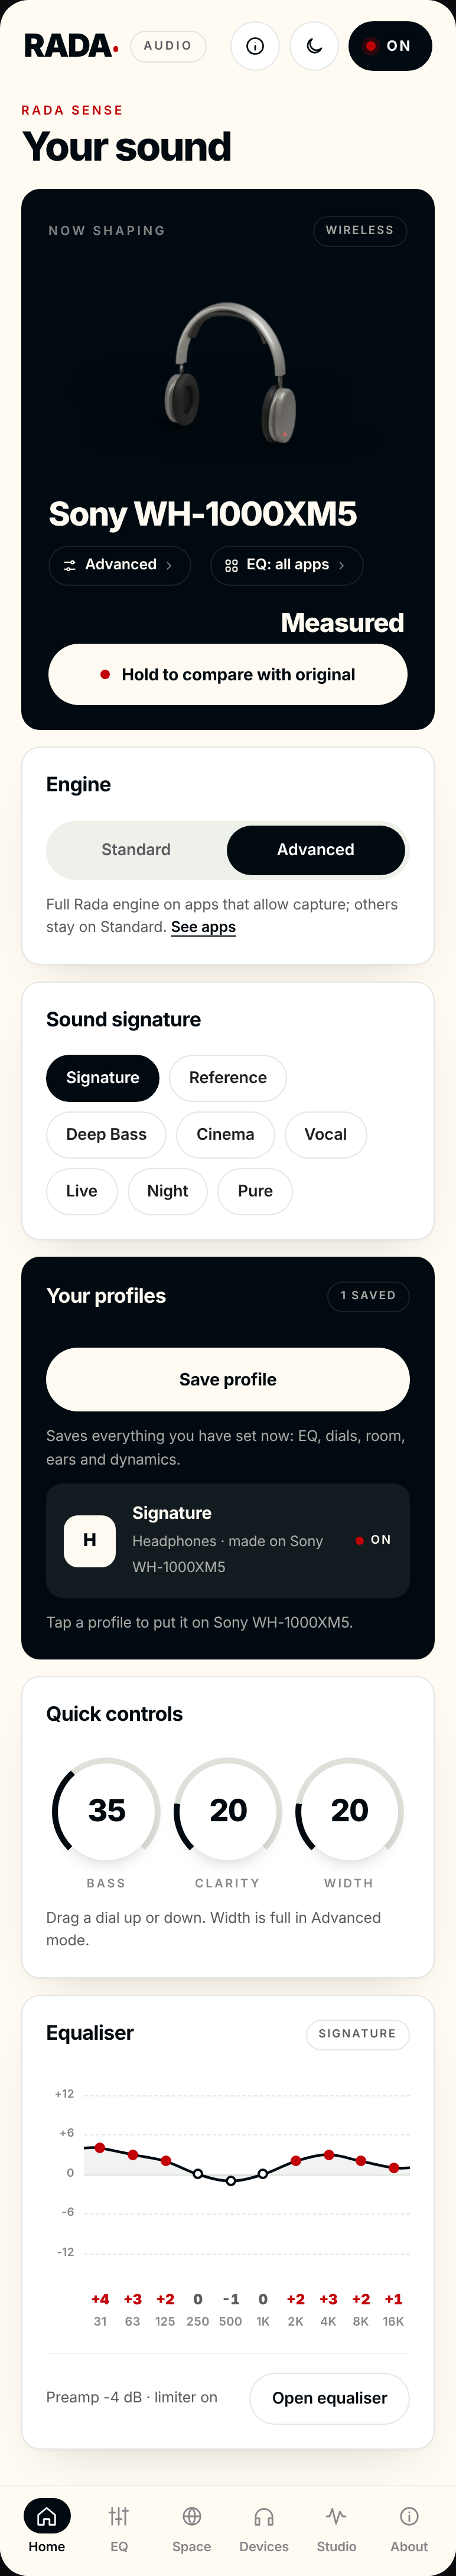 RADA. AUDIO ON
RADA SENSE
Your sound
NOW SHAPING WIRELESS
Sony WH-1000XM5
Advanced EQ: all apps
Measured
Hold to compare with original
Engine
Standard Advanced
Full Rada engine on apps that allow capture; others
stay on Standard. See apps
Sound signature
Signature Reference
Deep Bass Cinema Vocal
Live Night Pure
Your profiles 1 SAVED
Save profile
Saves everything you have set now: EQ, dials, room,
ears and dynamics.
H Signature
Headphones · made on Sony
WH-1000XM5
ON
Tap a profile to put it on Sony WH-1000XM5.
Quick controls
35 20 20
BASS CLARITY WIDTH
Drag a dial up or down. Width is full in Advanced
mode.
Equaliser SIGNATURE
+12
+6
0
-6
-12
+4 +3 +2 0 -1 0 +2 +3 +2 +1
31 63 125 250 500 1K 2K 4K 8K 16K
Preamp -4 dB · limiter on Open equaliser
Home EQ Space Devices Studio About